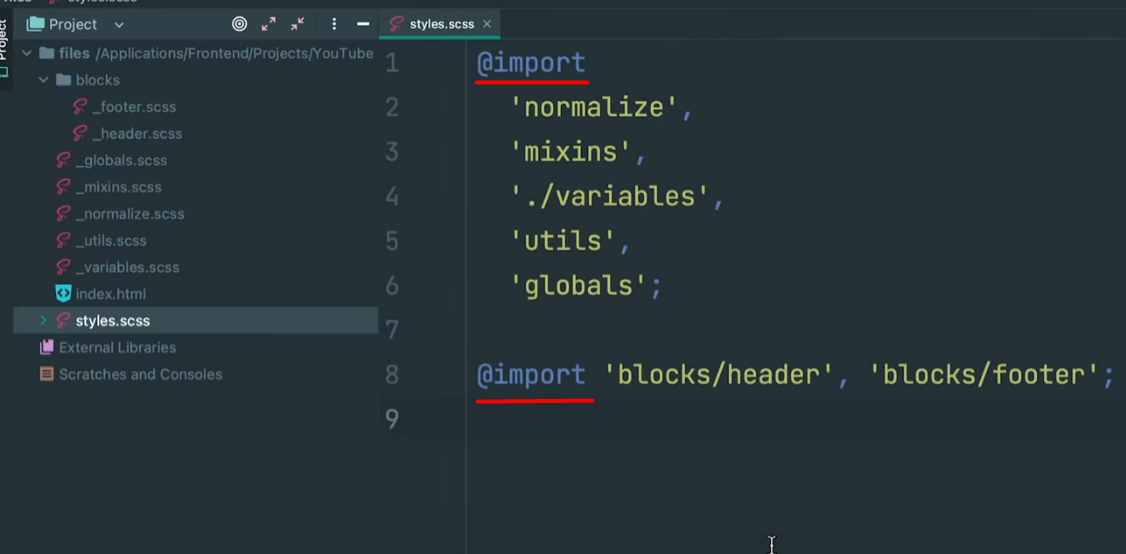 Project
styles.scss
Project
files /Applications/Frontend/Projects/YouTube
blocks
_footer.scss
_header.scss
_globals.scss
_mixins.scss
_normalize.scss
_utils.scss
_variables.scss
index.html
styles.scss
External Libraries
Scratches and Consoles
1 @import
2 'normalize',
3 'mixins',
4 './variables',
5 'utils',
6 'globals';
7
8 @import 'blocks/header', 'blocks/footer';
9